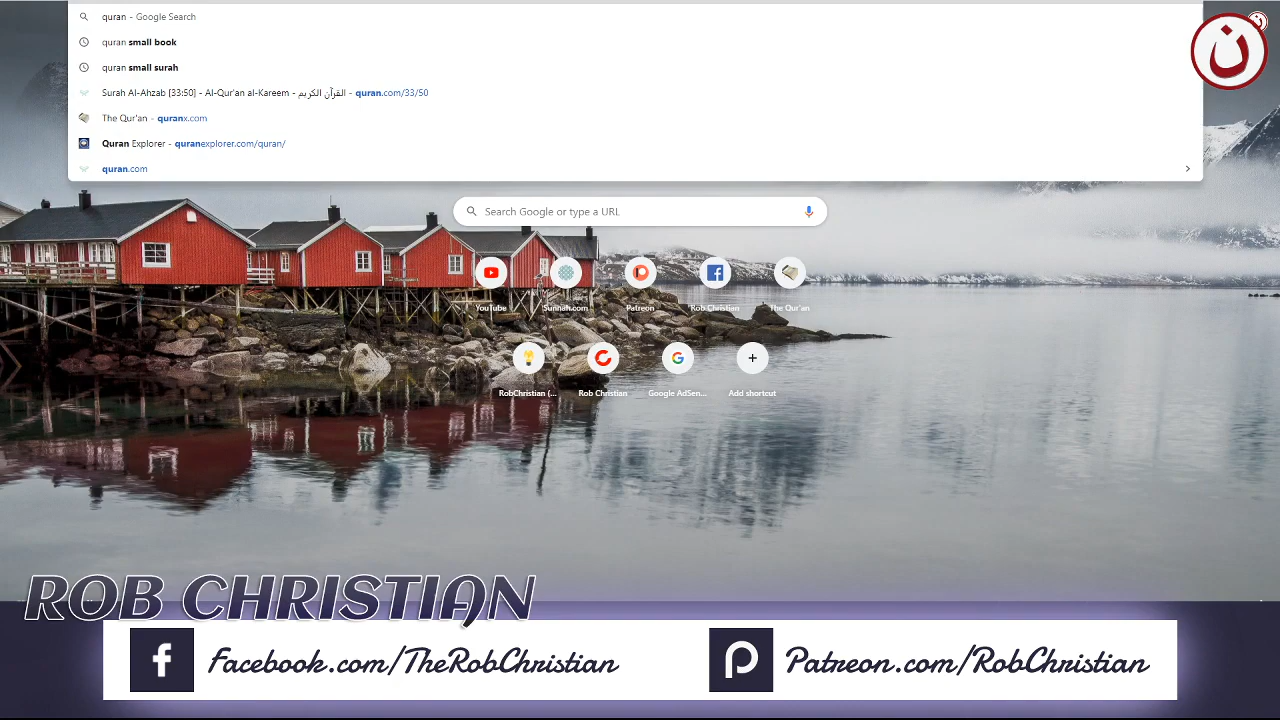 quran - Google Search
quran small book
quran small surah
Surah Al-Ahzab [33:50] - Al-Qur'an al-Kareem - القرآن الكريم - quran.com/33/50
The Qur'an - quranx.com
Quran Explorer - quranexplorer.com/quran/
quran.com
ن
ن
Search Google or type a URL
YouTube
Sunnah.com
Patreon
Rob Christian
The Qur'an
RobChristian (...
Rob Christian
Google AdSen...
Add shortcut
ROB CHRISTIAN
Facebook.com/TheRobChristian
Patreon.com/RobChristian